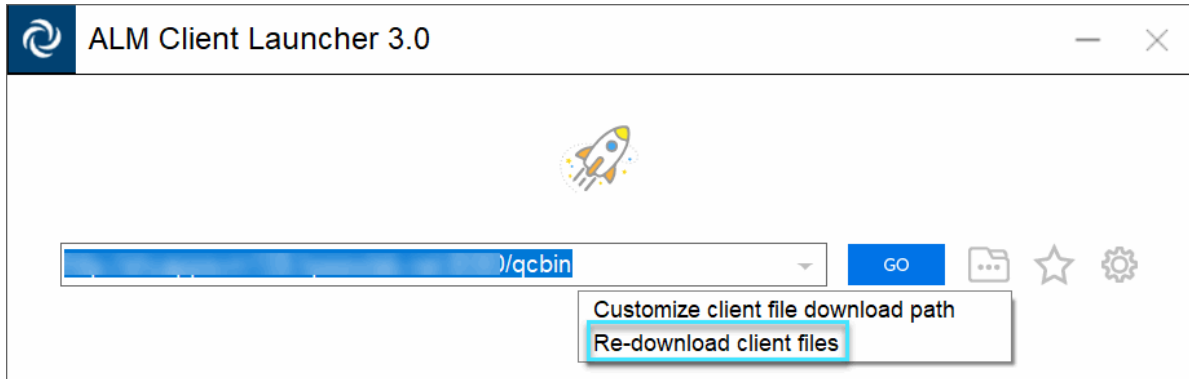 ALM Client Launcher 3.0
/qcbin
GO
Customize client file download path
Re-download client files